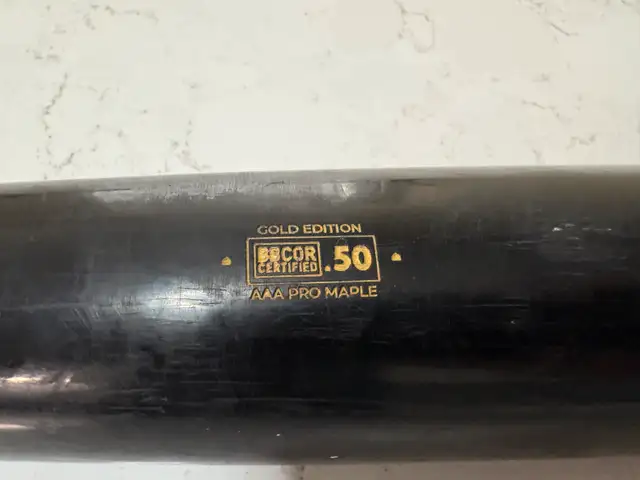 GOLD EDITION
BBCOR
CERTIFIED
.50
AAA PRO MAPLE